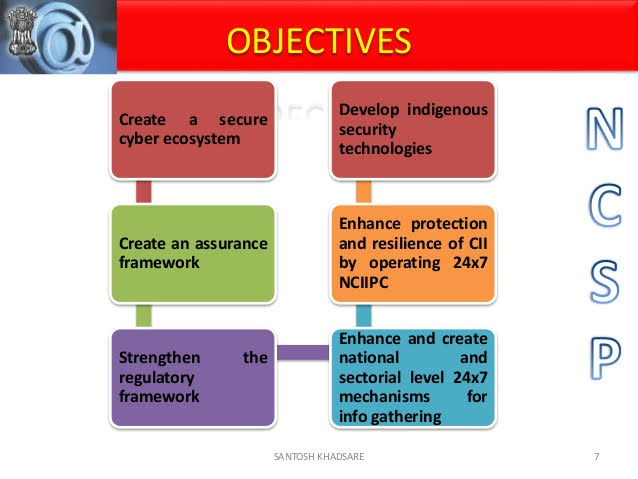 OBJECTIVES
Create a secure
cyber ecosystem
Create an assurance
framework
Strengthen the
regulatory
framework
Enhance and create
national and
sectorial level 24x7
mechanisms for
info gathering
Enhance protection
and resilience of CII
by operating 24x7
NCIIPC
Develop indigenous
security
technologies
N
C
S
P
SANTOSH KHADSARE
7